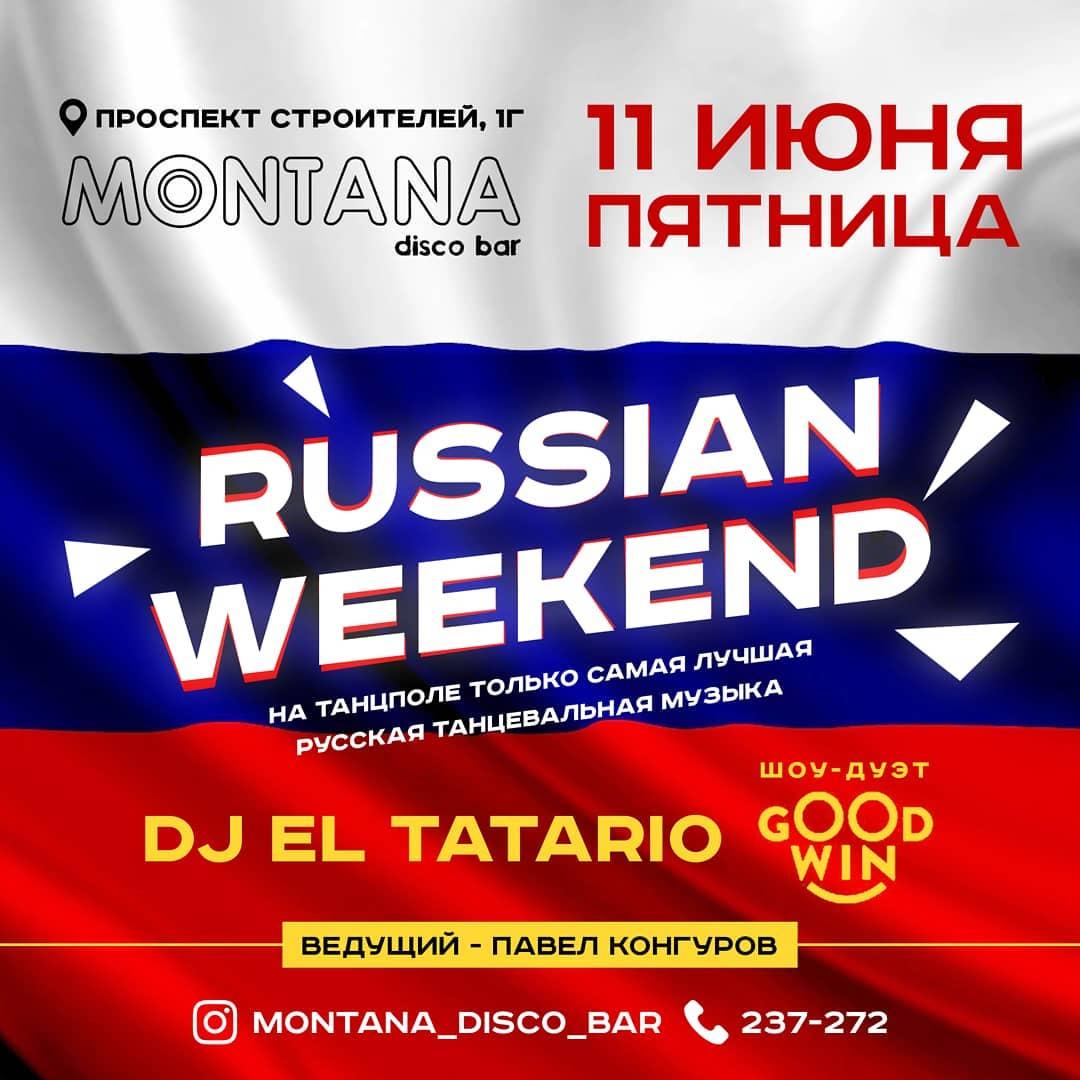 ПРОСПЕКТ СТРОИТЕЛЕЙ, 1Г
MONTANA
disco bar
11 ИЮНЯ
ПЯТНИЦА
RUSSIAN
WEEKEND
НА ТАНЦПОЛЕ ТОЛЬКО САМАЯ ЛУЧШАЯ
РУССКАЯ ТАНЦЕВАЛЬНАЯ МУЗЫКА
DJ EL TATARIO
ШОУ-ДУЭТ
GOOD
WIN
ВЕДУЩИЙ - ПАВЕЛ КОНГУРОВ
MONTANA_DISCO_BAR
237-272